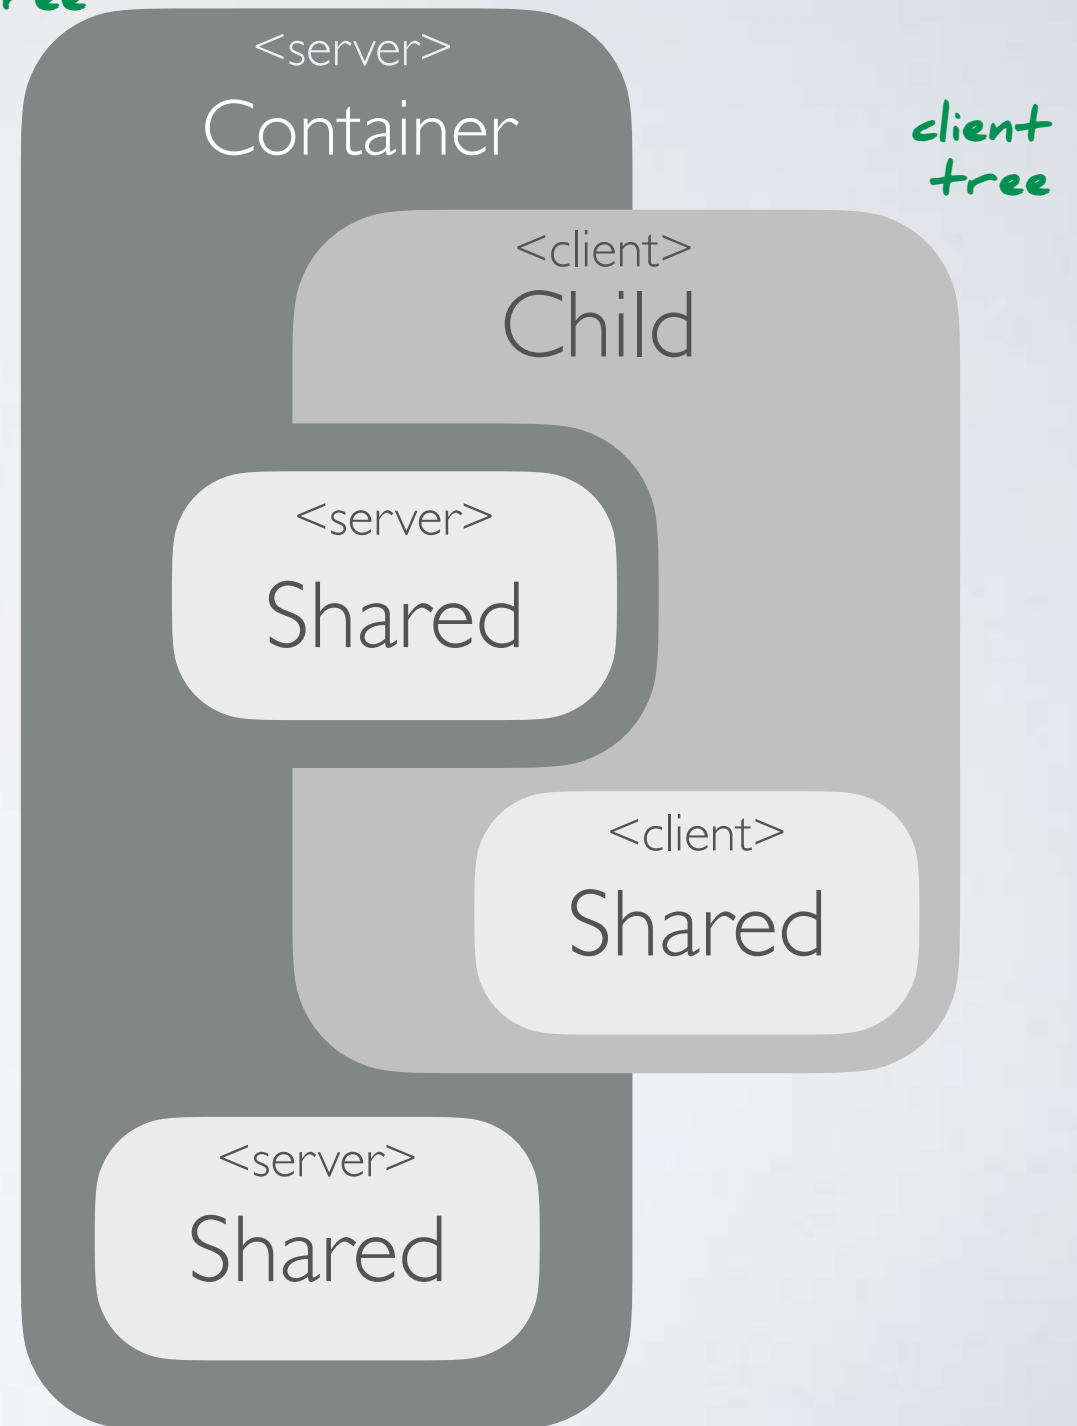 <server>
Container
client
tree
<client>
Child
<server>
Shared
<client>
Shared
<server>
Shared